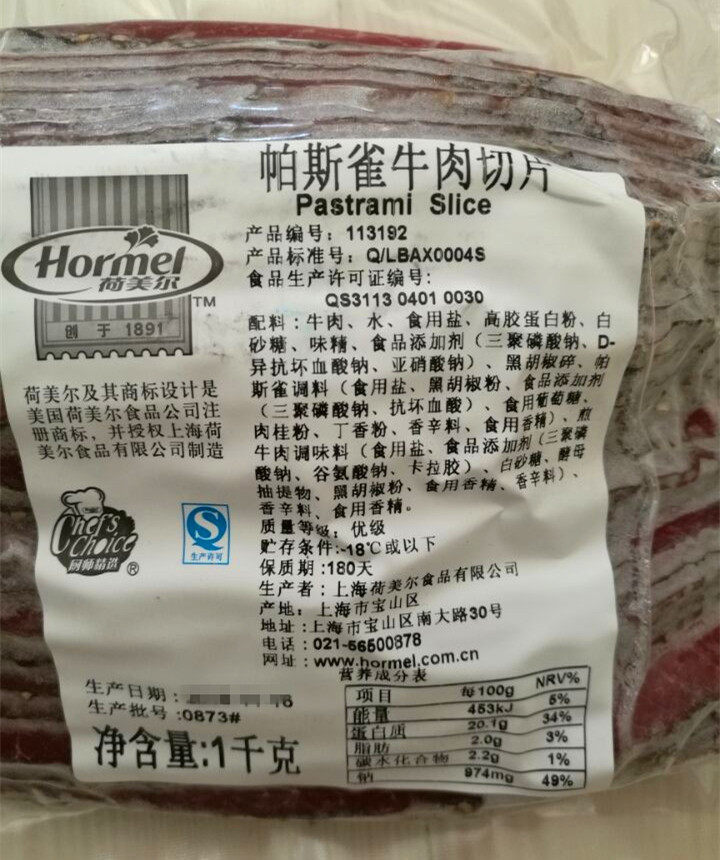 帕斯雀牛肉切片
Pastrami Slice
Hormel
荷美尔
TM
创于1891
产品编号：113192
产品标准号：Q/LBAX0004S
食品生产许可证编号:
QS3113 0401 0030
配料：牛肉、水、食用盐、高胶蛋白粉、白
砂糖、味精、食品添加剂（三聚磷酸钠、D-
异抗坏血酸钠、亚硝酸钠）、黑胡椒碎、帕
斯雀调料（食用盐、黑胡椒粉、食品添加剂
（三聚磷酸钠、抗坏血酸）、食用葡萄糖、
肉桂粉、丁香粉、香辛料、食用香精）、煎
牛肉调味料（食用盐、食品添加剂（三聚磷
酸钠、谷氨酸钠、卡拉胶）、白砂糖、酵母
抽提物、黑胡椒粉、食用香精、香辛料）、
香辛料、食用香精。
质量等级：优级
贮存条件:-18℃或以下
保质期:180天
生产者：上海荷美尔食品有限公司
产地：上海市宝山区
地址：上海市宝山区南大路30号
电话：021-56500878
网址：www.hormel.com.cn
荷美尔及其商标设计是
美国荷美尔食品公司注
册商标，并授权上海荷
美尔食品有限公司制造
Chef's
Choice
厨师精选®
S
生产许可
生产日期：
生产批号:0873#
净含量:1千克
营养成分表
项目 每100g NRV%
能量 453kJ 5%
蛋白质 20.1g 34%
脂肪 2.0g 3%
碳水化合物 2.2g 1%
钠 974mg 49%